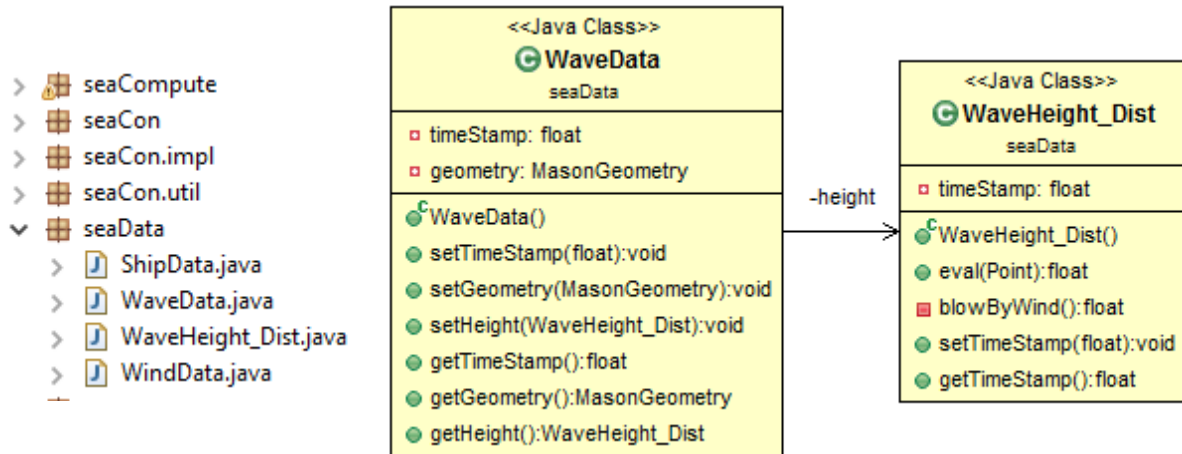 seaCompute
seaCon
seaCon.impl
seaCon.util
seaData
ShipData.java
WaveData.java
WaveHeight_Dist.java
WindData.java
<<Java Class>>
WaveData
seaData
timeStamp: float
geometry: MasonGeometry
WaveData()
setTimeStamp(float):void
setGeometry(MasonGeometry):void
setHeight(WaveHeight_Dist):void
getTimeStamp():float
getGeometry():MasonGeometry
getHeight():WaveHeight_Dist
-height
<<Java Class>>
WaveHeight_Dist
seaData
timeStamp: float
WaveHeight_Dist()
eval(Point):float
blowByWind():float
setTimeStamp(float):void
getTimeStamp():float